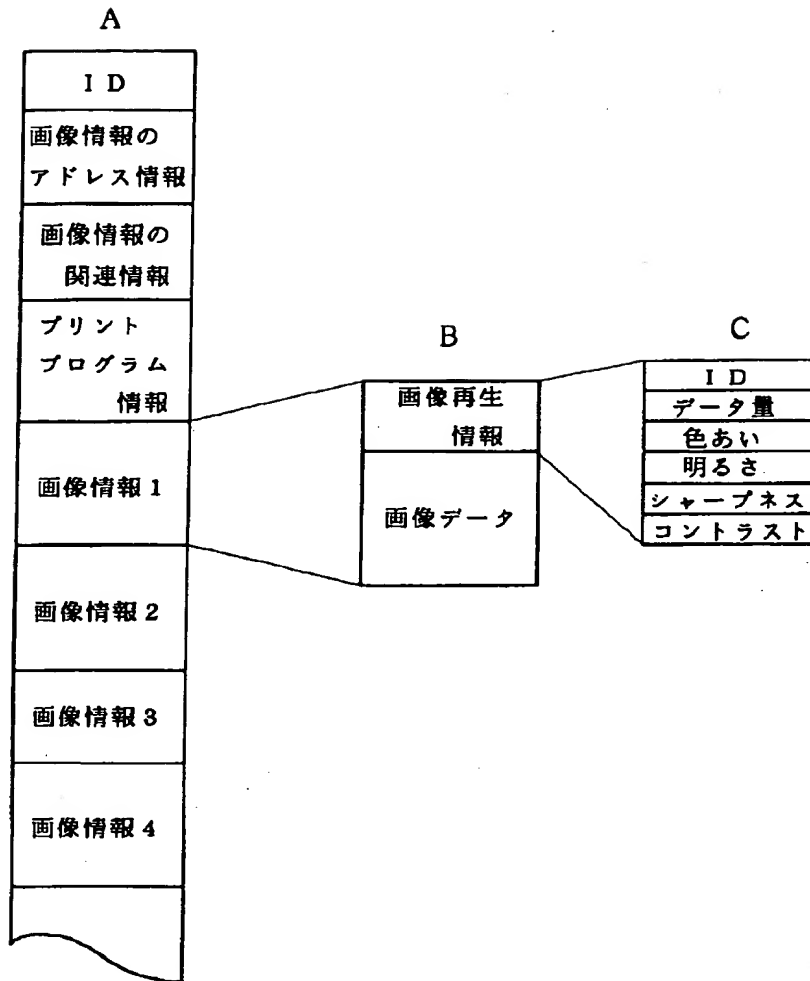 A
ID
画像情報の
アドレス情報
画像情報の
関連情報
プリント
プログラム
情報
画像情報1
画像情報2
画像情報3
画像情報4
B
画像再生
情報
画像データ
C
ID
データ量
色あい
明るさ
シャープネス
コントラスト